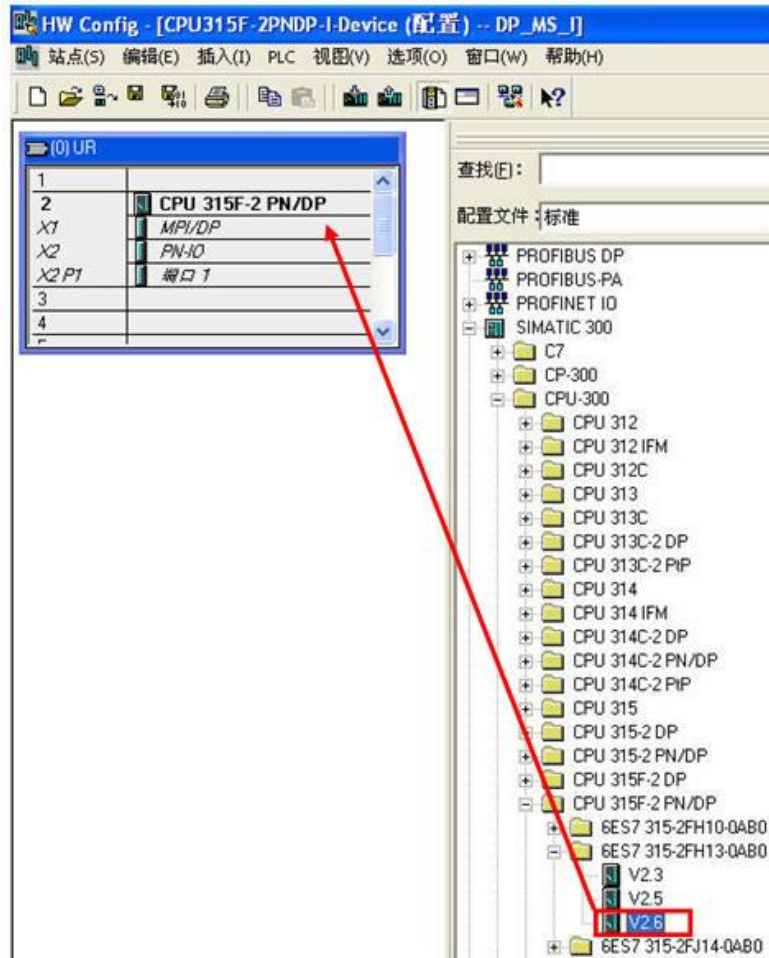 HW Config - [CPU315F-2PNDP-I-Device (配置) -- DP_MS_I]
站点(S) 编辑(E) 插入(I) PLC 视图(V) 选项(O) 窗口(W) 帮助(H)
(0) UR
1
2 CPU 315F-2 PN/DP
X1 MPI/DP
X2 PN-IO
X2 P1 端口 1
3
4
查找(F):
配置文件: 标准
PROFIBUS DP
PROFIBUS-PA
PROFINET IO
SIMATIC 300
C7
CP-300
CPU-300
CPU 312
CPU 312 IFM
CPU 312C
CPU 313
CPU 313C
CPU 313C-2 DP
CPU 313C-2 PtP
CPU 314
CPU 314 IFM
CPU 314C-2 DP
CPU 314C-2 PN/DP
CPU 314C-2 PtP
CPU 315
CPU 315-2 DP
CPU 315-2 PN/DP
CPU 315F-2 DP
CPU 315F-2 PN/DP
6ES7 315-2FH10-0AB0
6ES7 315-2FH13-0AB0
V2.3
V2.5
V2.6
6ES7 315-2FJ14-0AB0